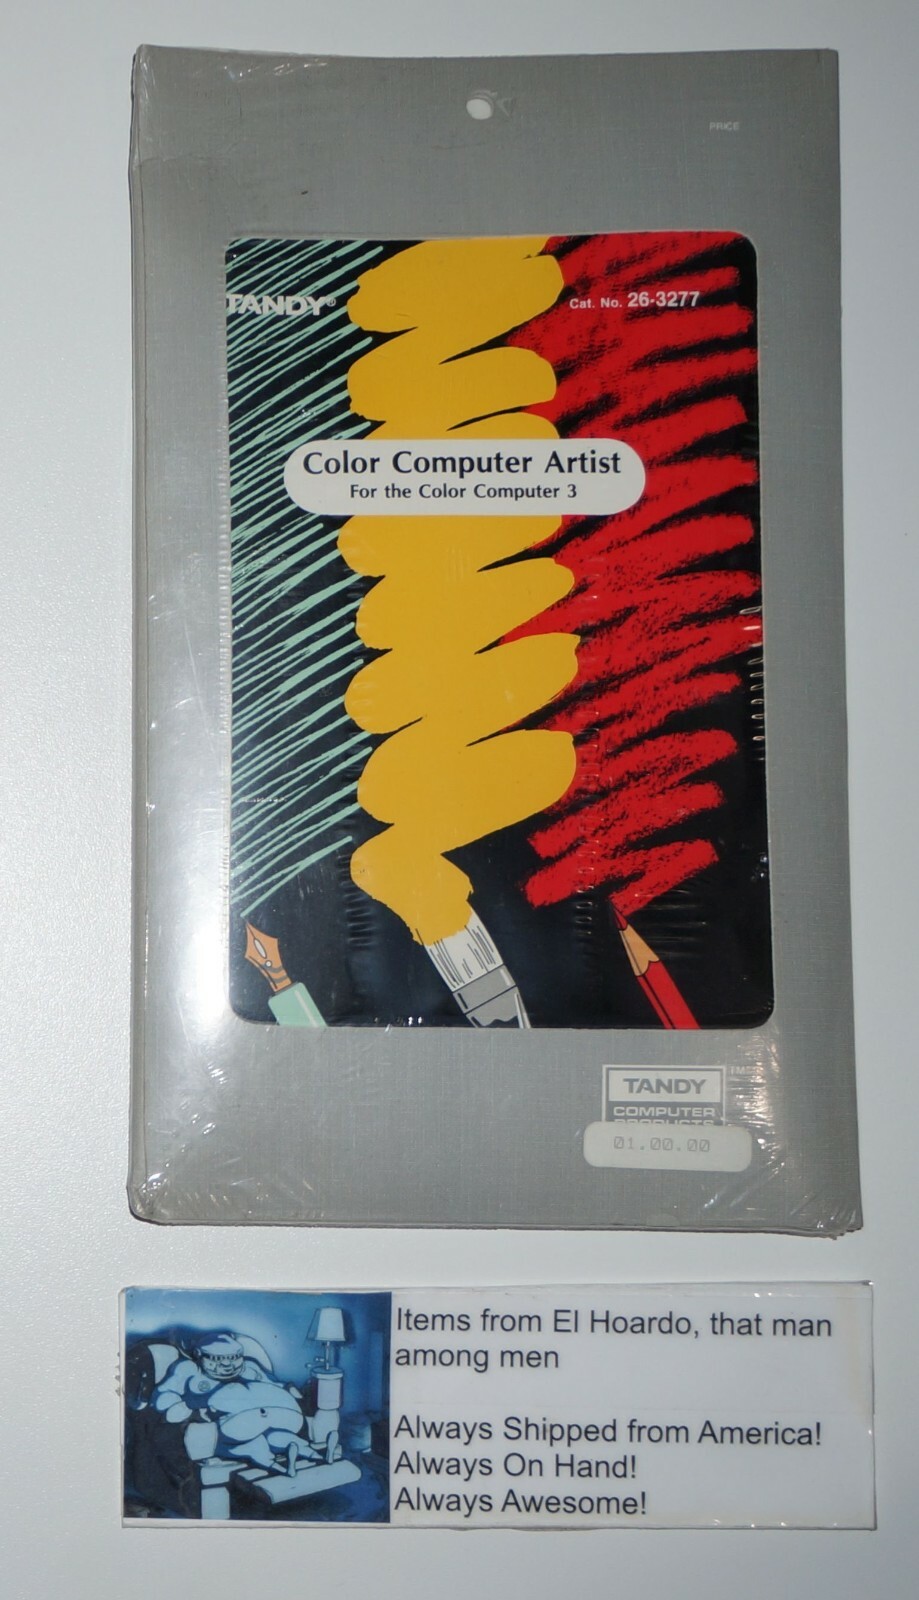 PRICE
TANDY®
Cat. No. 26-3277
Color Computer Artist
For the Color Computer 3
TANDY
COMPUTER
PRODUCTS
01.00.00
Items from El Hoardo, that man
among men
Always Shipped from America!
Always On Hand!
Always Awesome!